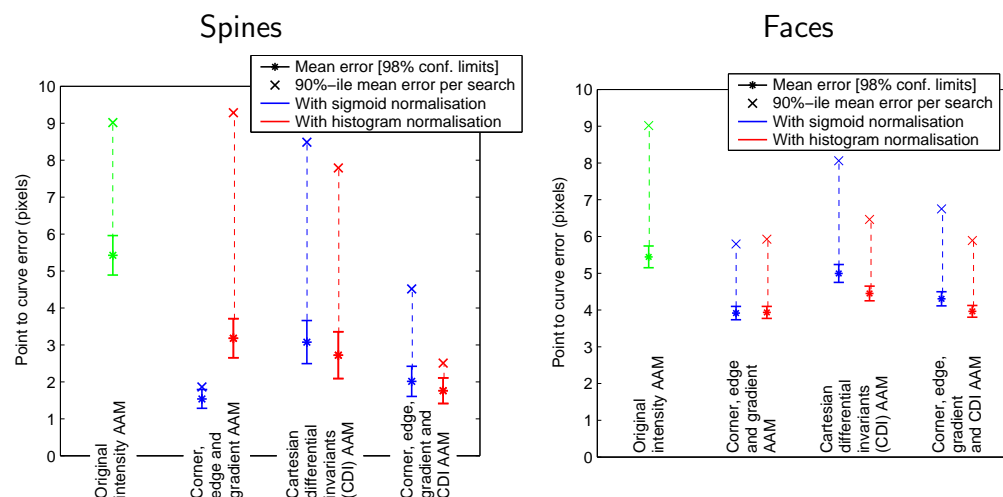 Spines
Mean error [98% conf. limits]
90%-ile mean error per search
With sigmoid normalisation
With histogram normalisation
Point to curve error (pixels)
10
9
8
7
6
5
4
3
2
1
0
Original
intensity AAM
Corner,
edge and
gradient AAM
Cartesian
differential
invariants
(CDI) AAM
Corner, edge,
gradient and
CDI AAM
Faces
Mean error [98% conf. limits]
90%-ile mean error per search
With sigmoid normalisation
With histogram normalisation
Point to curve error (pixels)
10
9
8
7
6
5
4
3
2
1
0
Original
intensity AAM
Corner, edge
and gradient
AAM
Cartesian
differential
invariants
(CDI) AAM
Corner, edge,
gradient
and CDI AAM